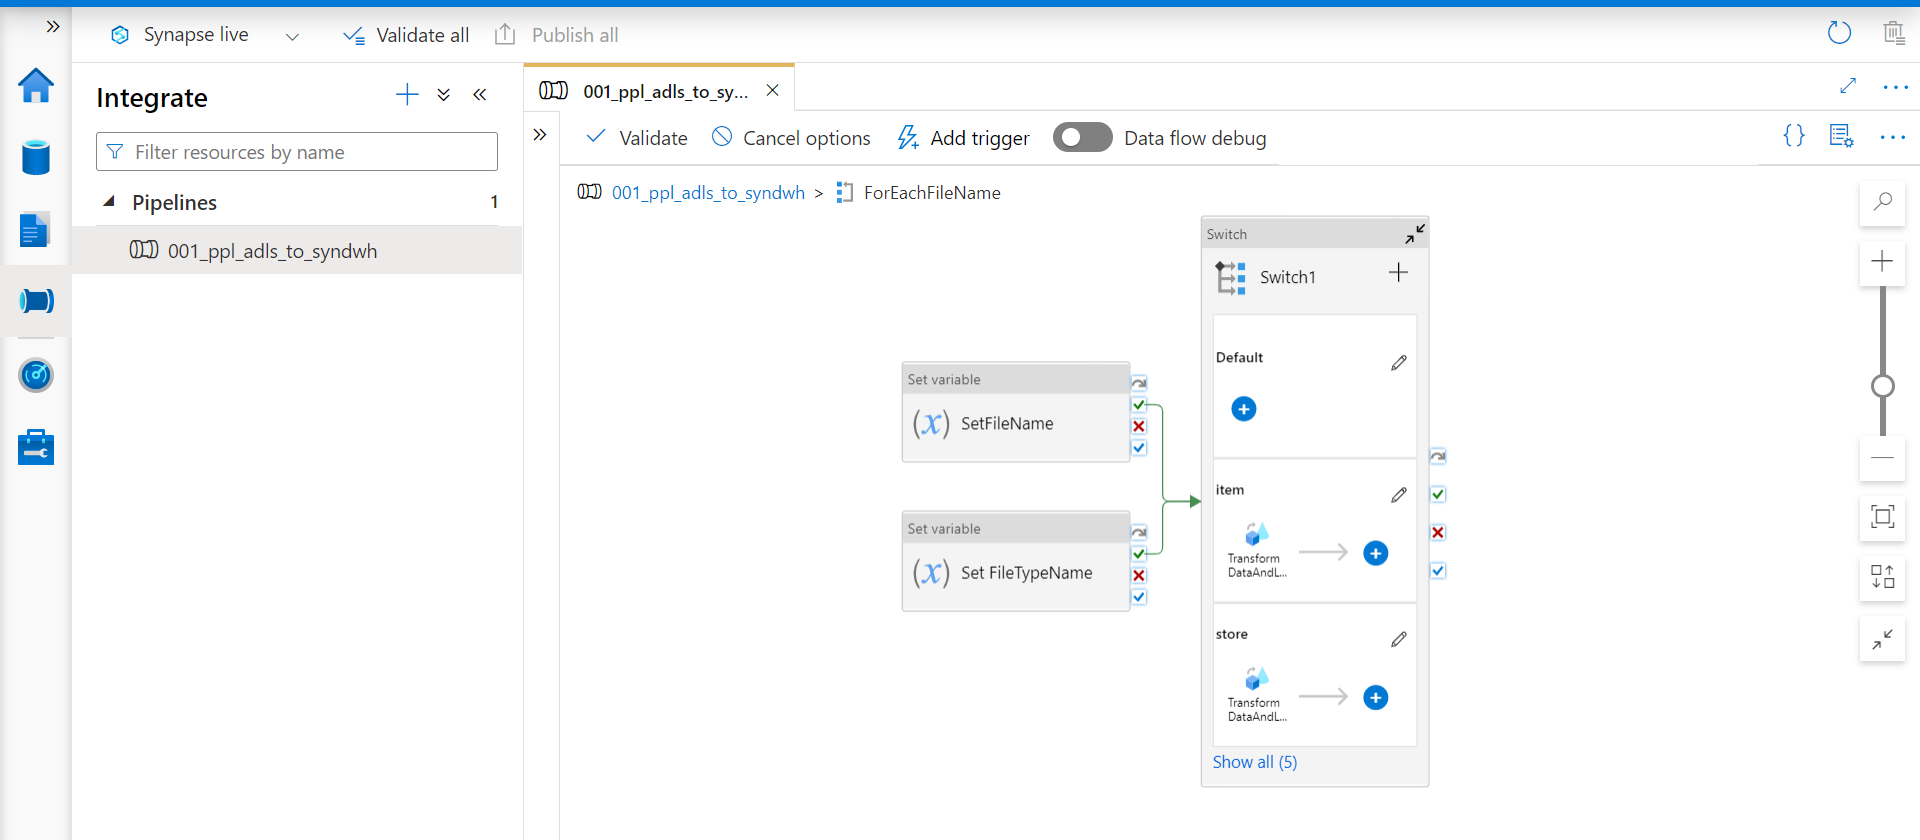 Synapse live
Validate all
Publish all
Integrate
001_ppl_adls_to_sy...
Filter resources by name
Validate
Cancel options
Add trigger
Data flow debug
Pipelines
1
001_ppl_adls_to_syndwh
001_ppl_adls_to_syndwh > ForEachFileName
Switch
Switch1
Default
Set variable
(x) SetFileName
item
Transform
DataAndL...
Set variable
(x) Set FileTypeName
store
Transform
DataAndL...
Show all (5)